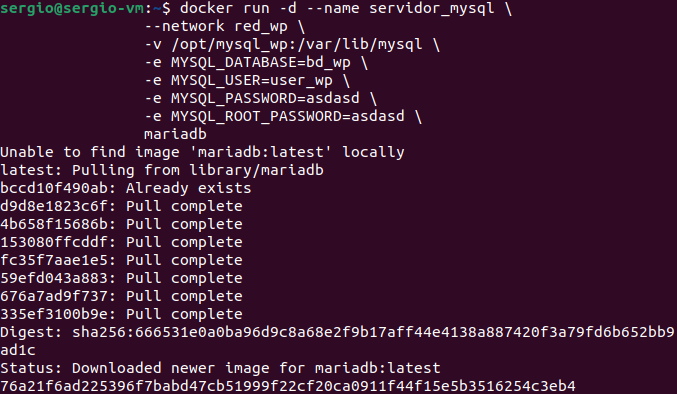 sergio@sergio-vm:~$ docker run -d --name servidor_mysql \
--network red_wp \
-v /opt/mysql_wp:/var/lib/mysql \
-e MYSQL_DATABASE=bd_wp \
-e MYSQL_USER=user_wp \
-e MYSQL_PASSWORD=asdasd \
-e MYSQL_ROOT_PASSWORD=asdasd \
mariadb
Unable to find image 'mariadb:latest' locally
latest: Pulling from library/mariadb
bccd10f490ab: Already exists
d9d8e1823c6f: Pull complete
4b658f15686b: Pull complete
153080ffcddf: Pull complete
fc35f7aae1e5: Pull complete
59efd043a883: Pull complete
676a7ad9f737: Pull complete
335ef3100b9e: Pull complete
Digest: sha256:666531e0a0ba96d9c8a68e2f9b17aff44e4138a887420f3a79fd6b652bb9
ad1c
Status: Downloaded newer image for mariadb:latest
76a21f6ad225396f7babd47cb51999f22cf20ca0911f44f15e5b3516254c3eb4